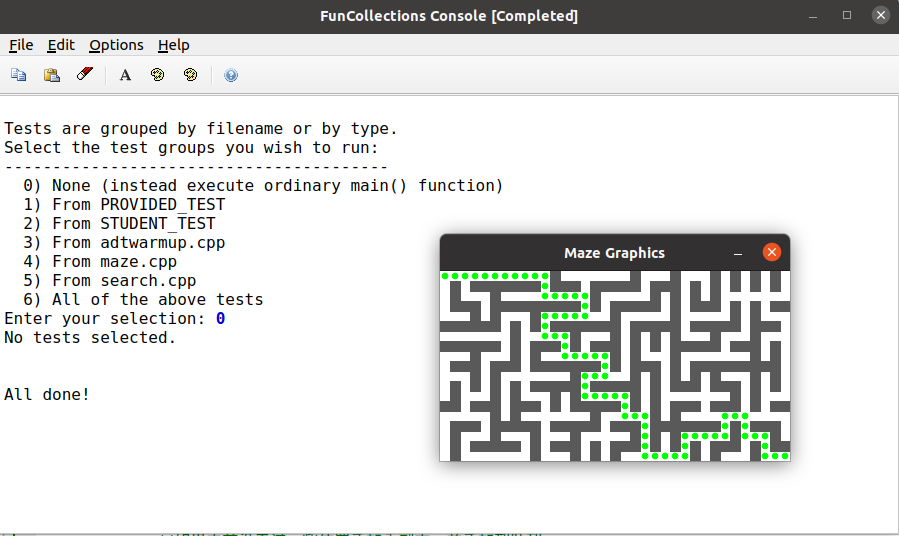 FunCollections Console [Completed]
File Edit Options Help
A
Tests are grouped by filename or by type.
Select the test groups you wish to run:
----------------------------------------
0) None (instead execute ordinary main() function)
1) From PROVIDED_TEST
2) From STUDENT_TEST
3) From adtwarmup.cpp
4) From maze.cpp
5) From search.cpp
6) All of the above tests
Enter your selection: 0
No tests selected.
All done!
Maze Graphics